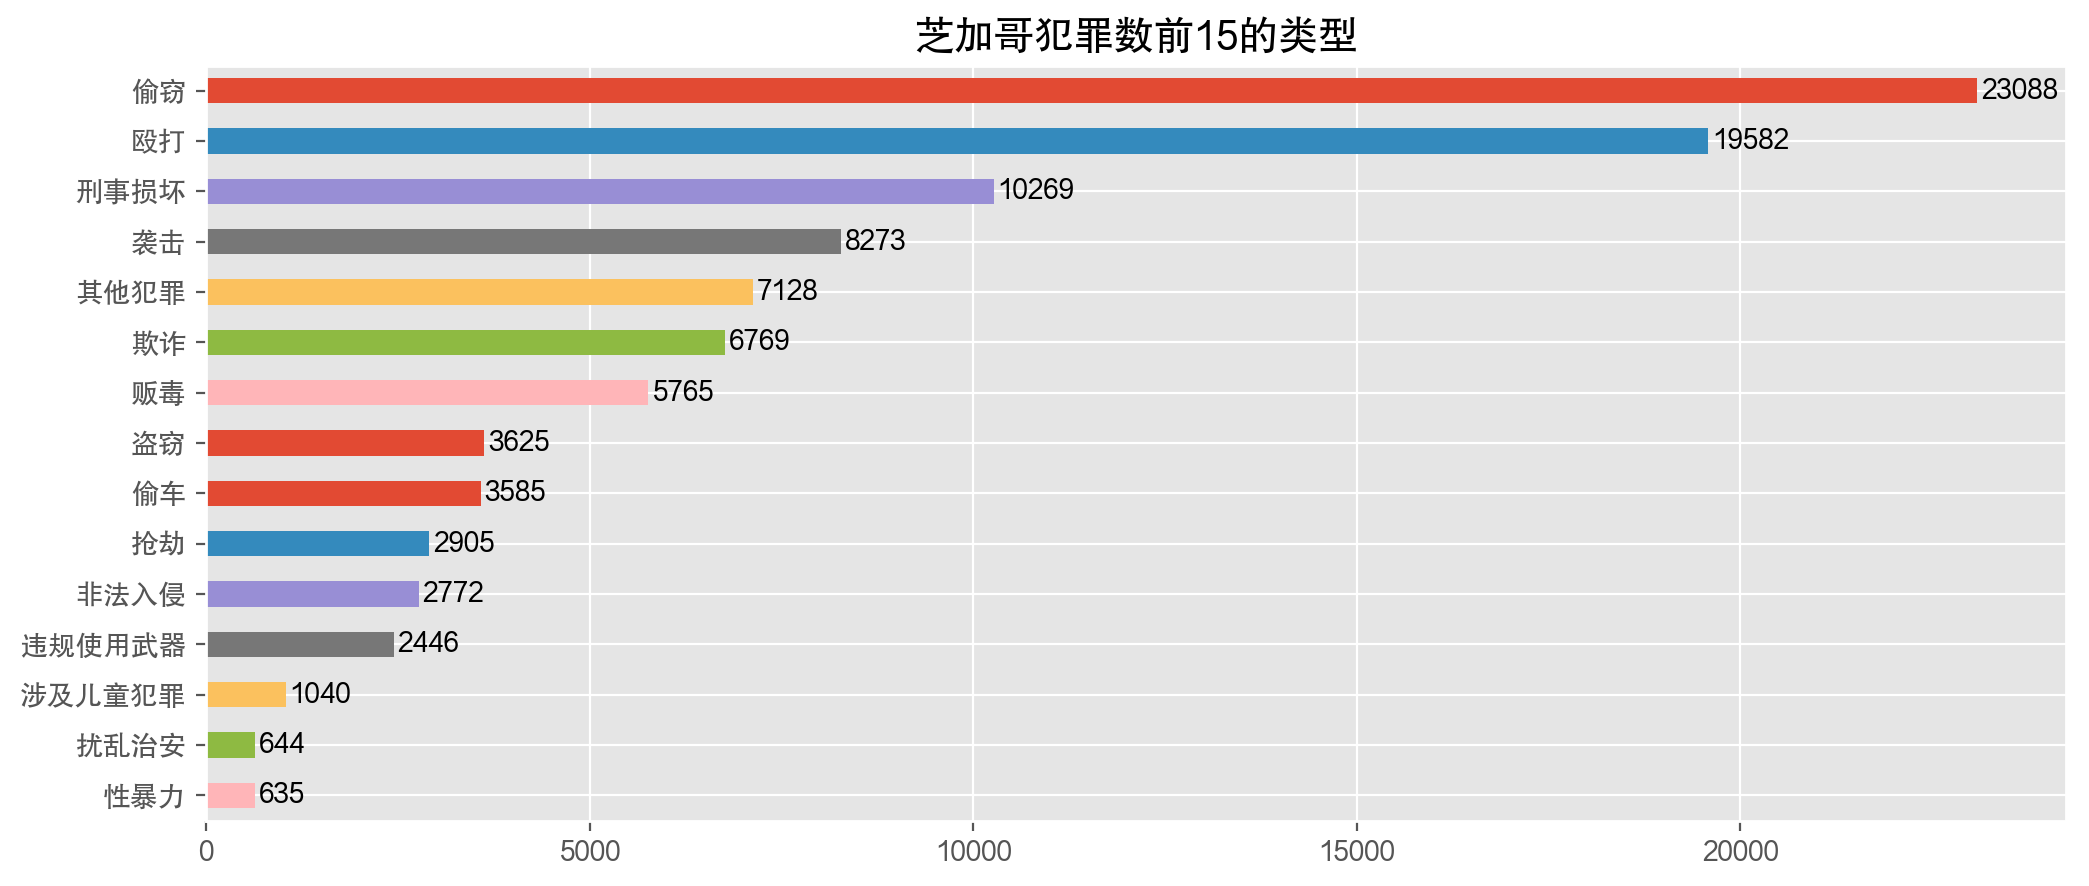 芝加哥犯罪数前15的类型
偷窃 23088
殴打 19582
刑事损坏 10269
袭击 8273
其他犯罪 7128
欺诈 6769
贩毒 5765
盗窃 3625
偷车 3585
抢劫 2905
非法入侵 2772
违规使用武器 2446
涉及儿童犯罪 1040
扰乱治安 644
性暴力 635
0 5000 10000 15000 20000